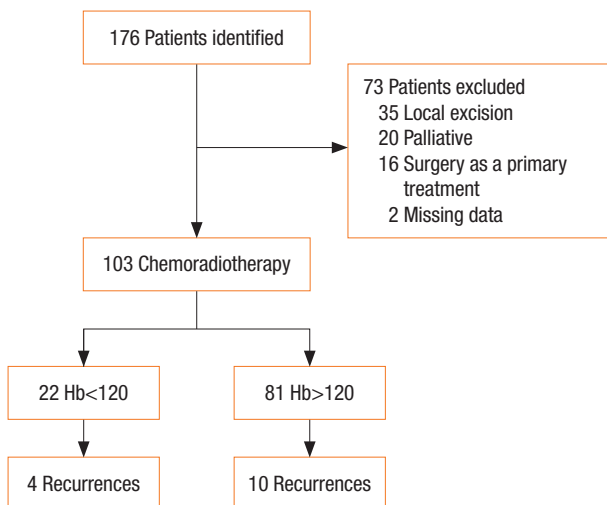 176 Patients identified
73 Patients excluded
35 Local excision
20 Palliative
16 Surgery as a primary
treatment
2 Missing data
103 Chemoradiotherapy
22 Hb<120
81 Hb>120
4 Recurrences
10 Recurrences